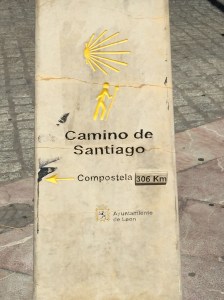 Camino de
Santiago
Compostela 306 Km
Ayuntamiento
de León